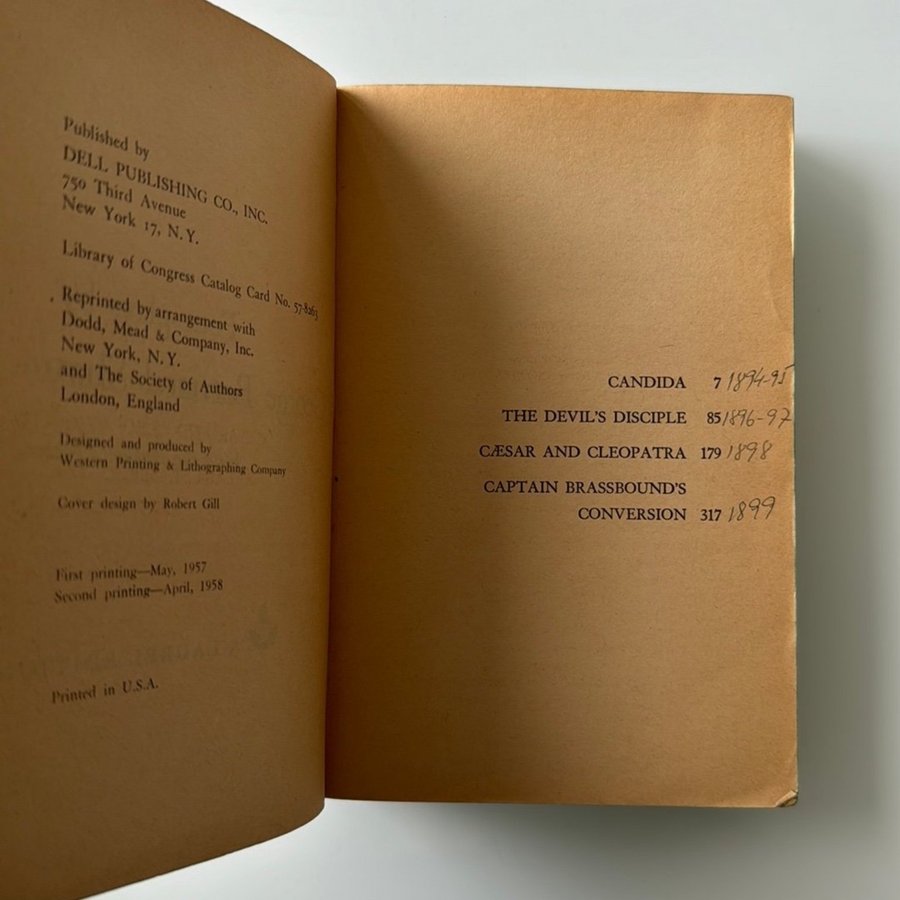 Published by
DELL PUBLISHING CO., INC.
750 Third Avenue
New York 17, N.Y.
Library of Congress Catalog Card No. 57-8263
Reprinted by arrangement with
Dodd, Mead & Company, Inc.
New York, N.Y.
and The Society of Authors
London, England
Designed and produced by
Western Printing & Lithographing Company
Cover design by Robert Gill
First printing—May, 1957
Second printing—April, 1958
Printed in U.S.A.
CANDIDA 7 1894-95
THE DEVIL'S DISCIPLE 85 1896-97
CÆSAR AND CLEOPATRA 179 1898
CAPTAIN BRASSBOUND'S
CONVERSION 317 1899